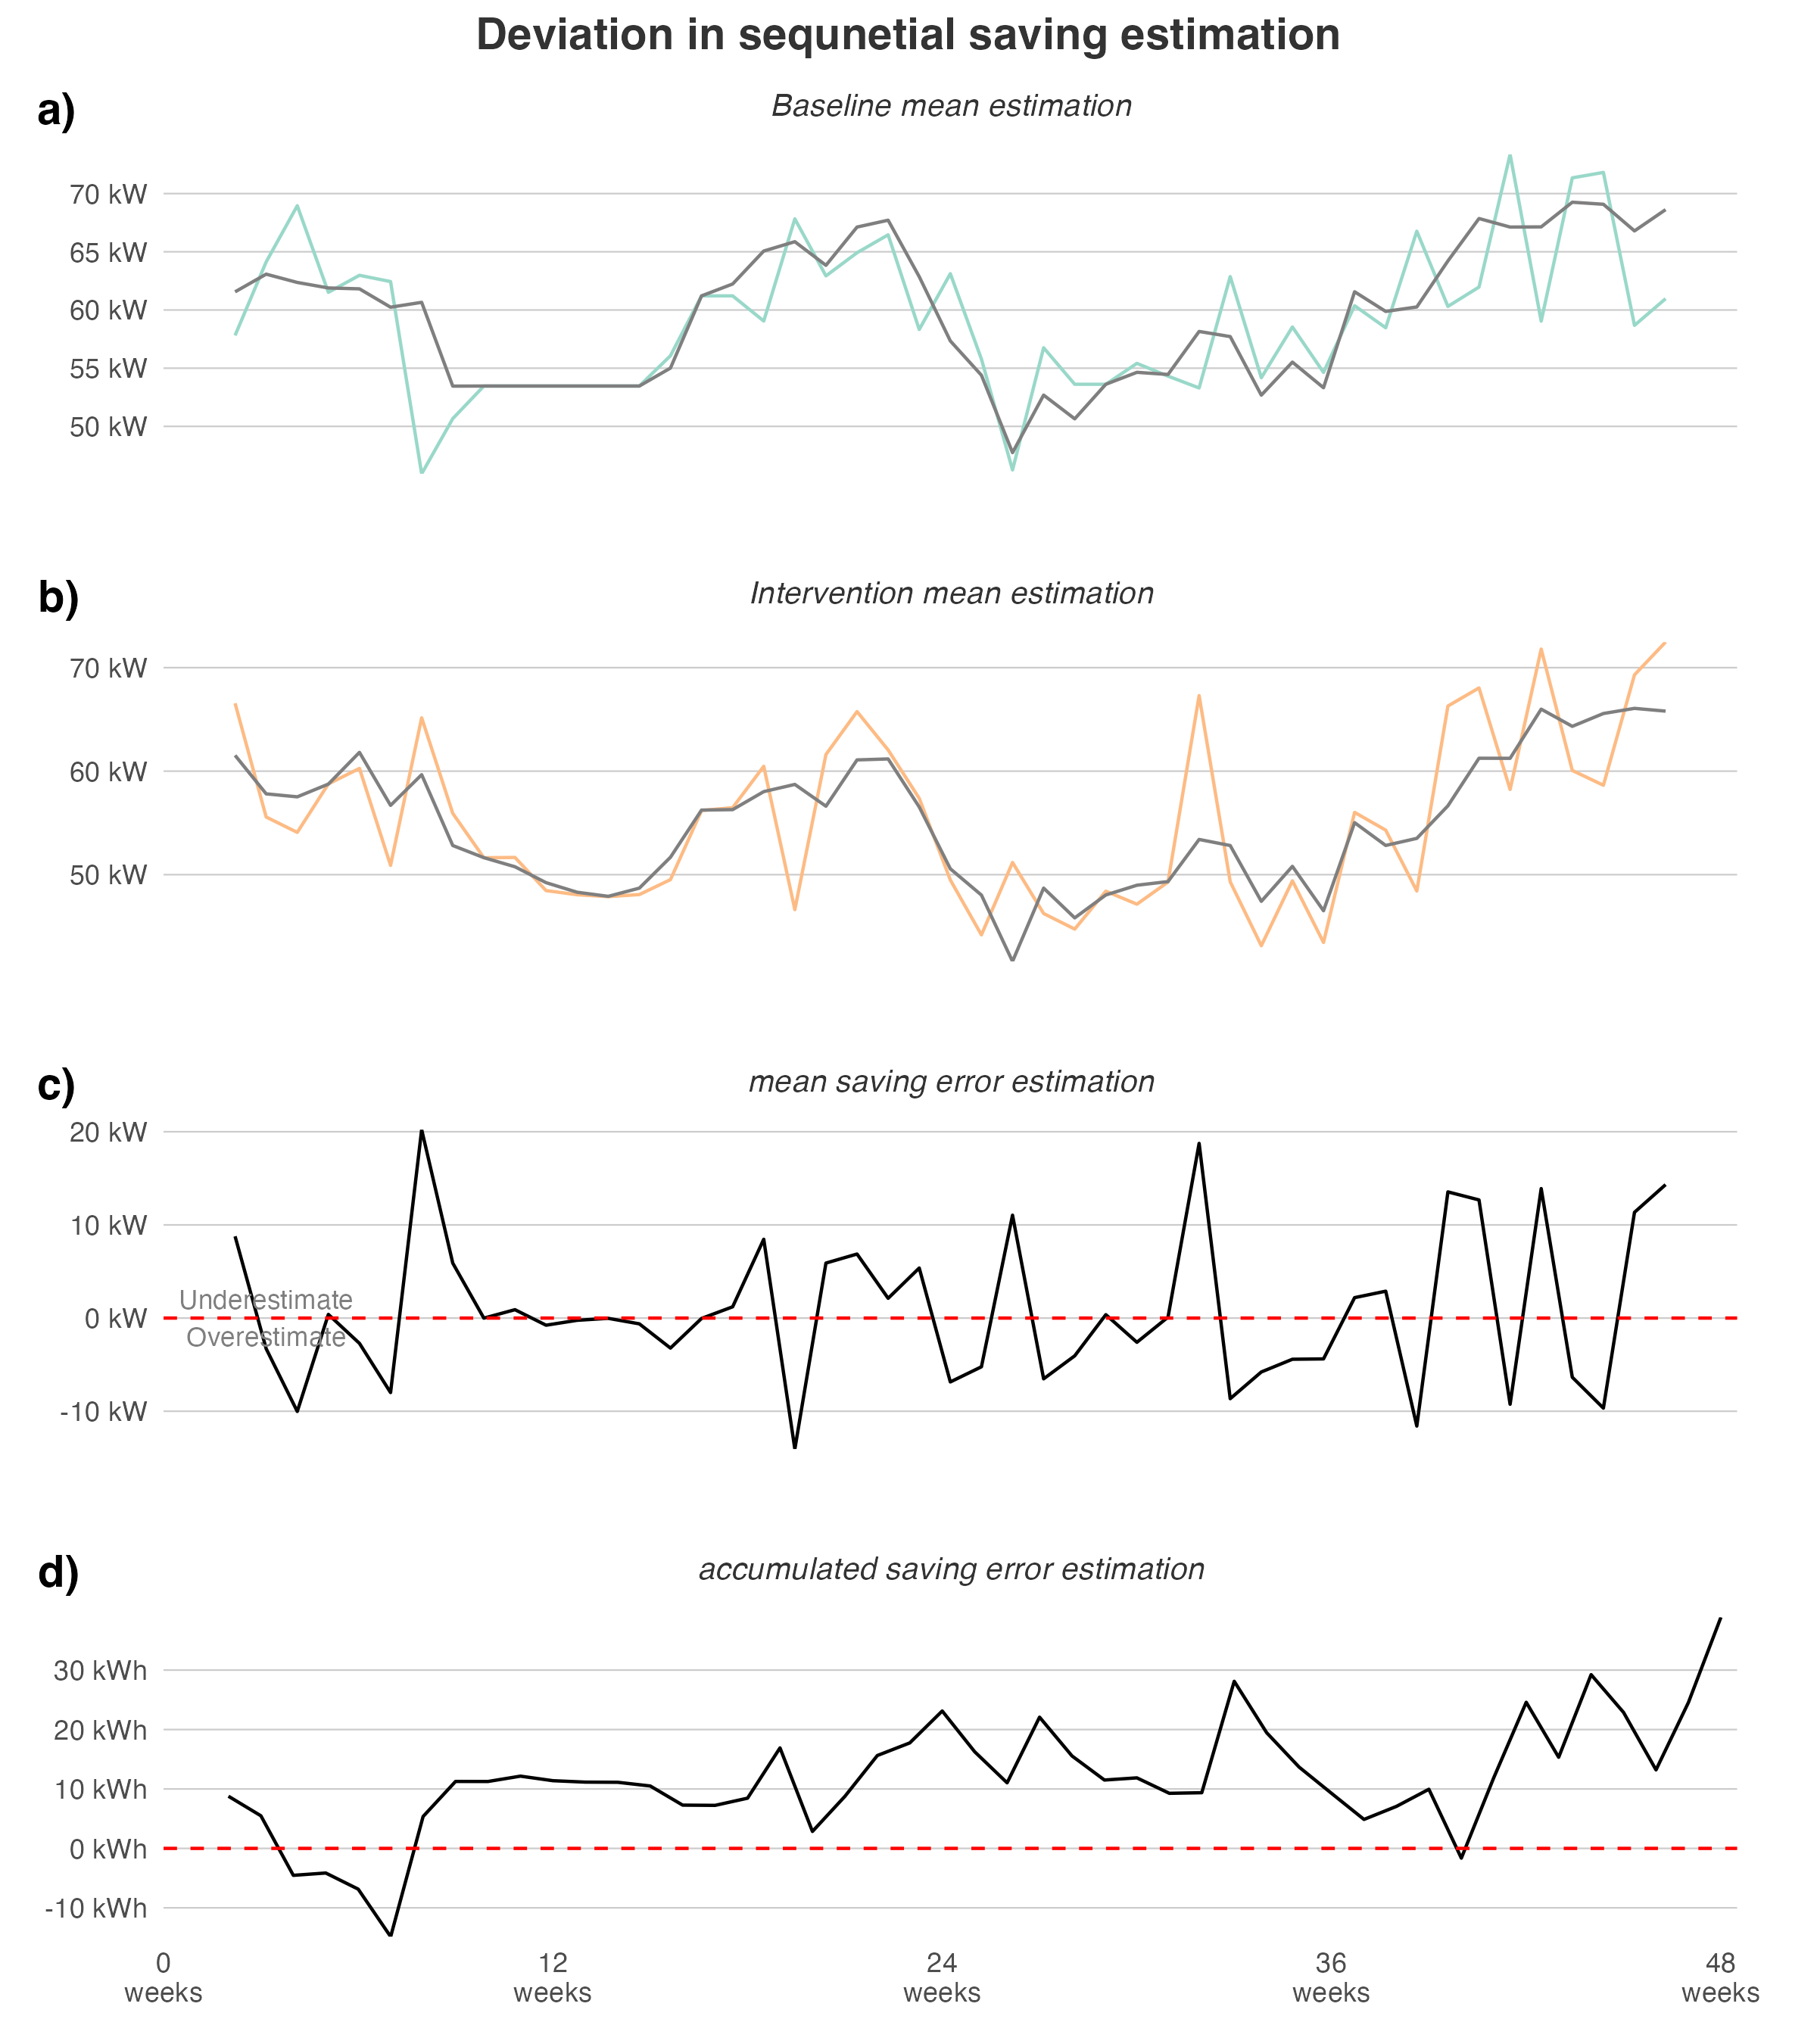 Deviation in sequnetial saving estimation
a)
Baseline mean estimation
70 kW
65 kW
60 kW
55 kW
50 kW
b)
Intervention mean estimation
70 kW
60 kW
50 kW
c)
mean saving error estimation
20 kW
10 kW
Underestimate
0 kW
Overestimate
-10 kW
d)
accumulated saving error estimation
30 kWh
20 kWh
10 kWh
0 kWh
-10 kWh
0 12 24 36 48
weeks weeks weeks weeks weeks